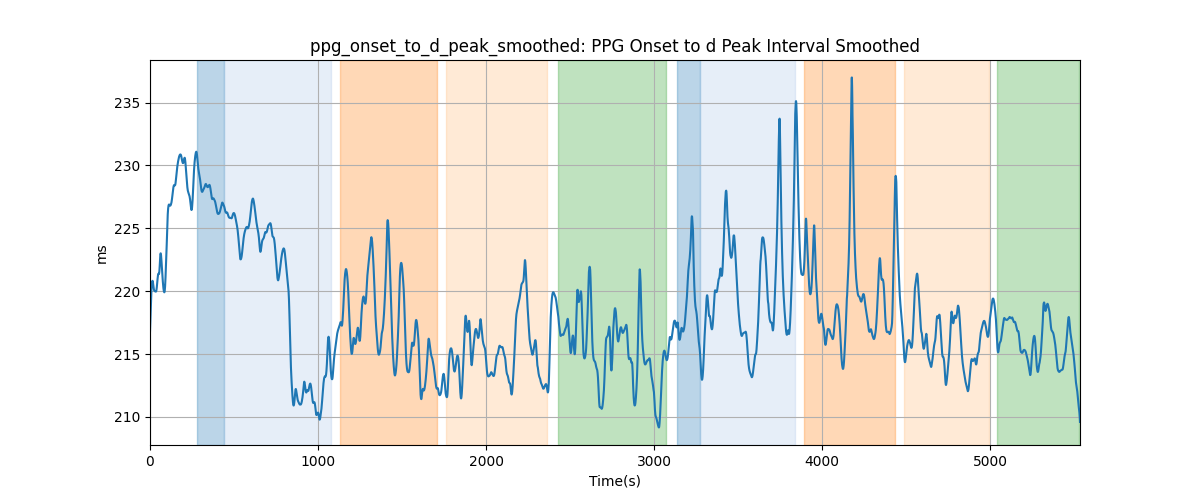 ppg_onset_to_d_peak_smoothed: PPG Onset to d Peak Interval Smoothed
235
230
225
220
215
210
ms
0 1000 2000 3000 4000 5000
Time(s)